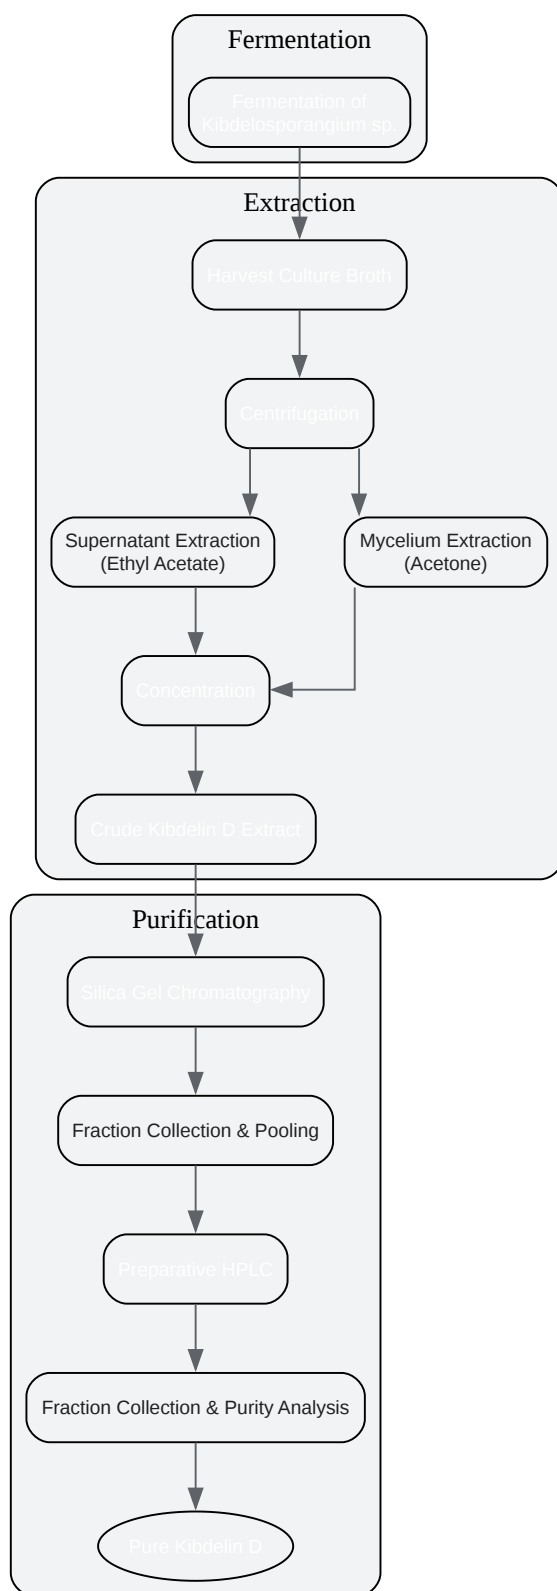 Fermentation
Fermentation of
Kibdelosporangium sp.
Extraction
Harvest Culture Broth
Centrifugation
Supernatant Extraction
(Ethyl Acetate)
Mycelium Extraction
(Acetone)
Concentration
Crude Kibdelin D Extract
Purification
Silica Gel Chromatography
Fraction Collection & Pooling
Preparative HPLC
Fraction Collection & Purity Analysis
Pure Kibdelin D